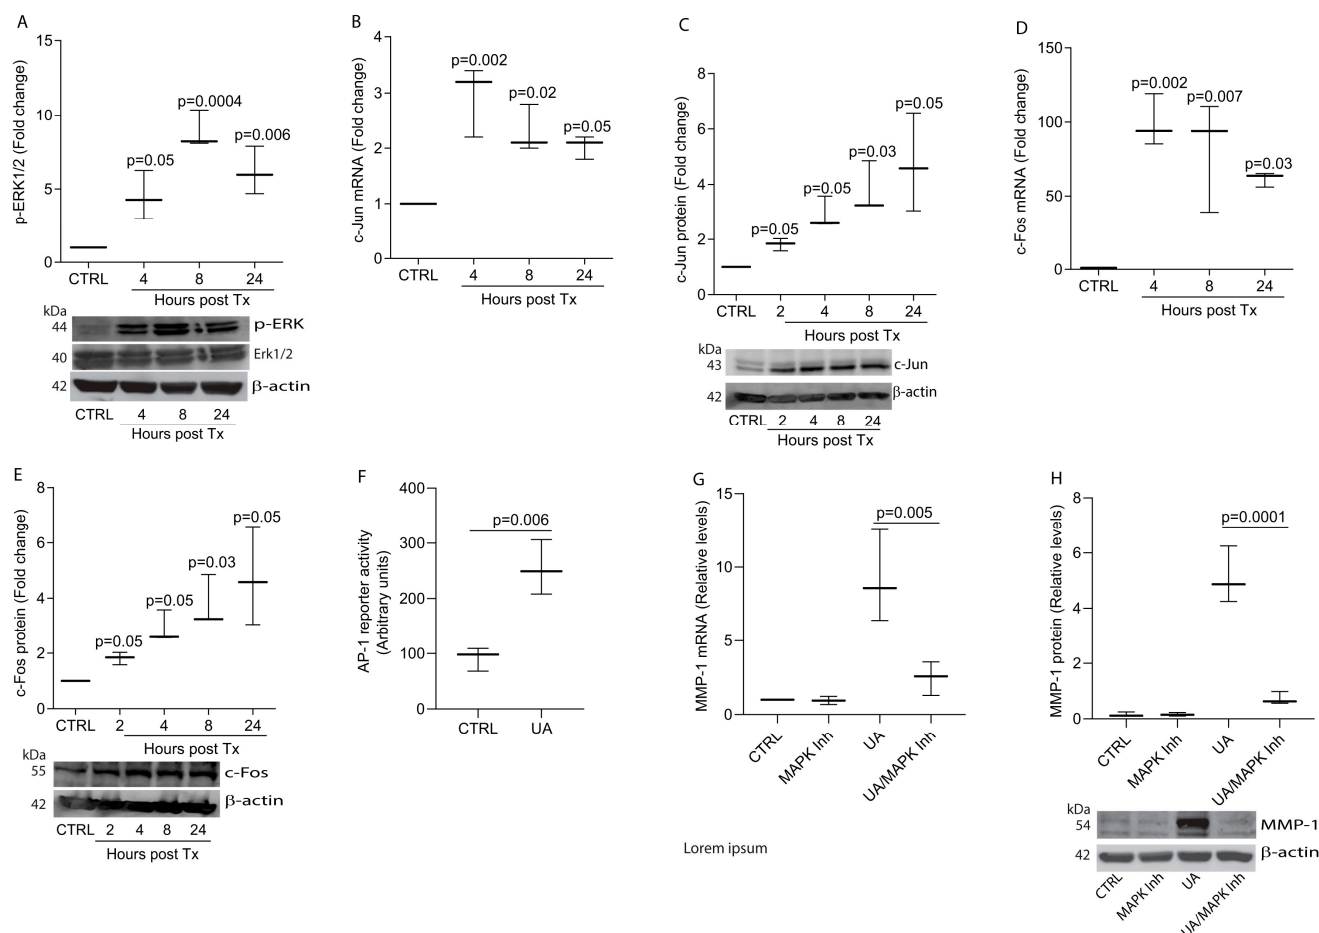 A
p-ERK1/2 (Fold change)
15
10
5
0
p=0.05
p=0.0004
p=0.006
CTRL 4 8 24
Hours post Tx
kDa
44 p-ERK
40 Erk1/2
42 β-actin
CTRL 4 8 24
Hours post Tx
B
c-Jun mRNA (Fold change)
4
3
2
1
0
p=0.002
p=0.02
p=0.05
CTRL 4 8 24
Hours post Tx
C
c-Jun protein (Fold change)
8
6
4
2
0
p=0.05
p=0.05
p=0.03
p=0.05
CTRL 2 4 8 24
Hours post Tx
kDa
43 c-Jun
42 β-actin
CTRL 2 4 8 24
Hours post Tx
D
c-Fos mRNA (Fold change)
150
100
50
0
p=0.002
p=0.007
p=0.03
CTRL 4 8 24
Hours post Tx
E
c-Fos protein (Fold change)
8
6
4
2
0
p=0.05
p=0.05
p=0.03
p=0.05
CTRL 2 4 8 24
Hours post Tx
kDa
55 c-Fos
42 β-actin
CTRL 2 4 8 24
Hours post Tx
F
AP-1 reporter activity
(Arbitrary units)
400
300
200
100
0
p=0.006
CTRL UA
G
MMP-1 mRNA (Relative levels)
15
10
5
0
p=0.005
CTRL MAPK Inh UA UA/MAPK Inh
Lorem ipsum
H
MMP-1 protein (Relative levels)
8
6
4
2
0
p=0.0001
CTRL MAPK Inh UA UA/MAPK Inh
kDa
54 MMP-1
42 β-actin
CTRL MAPK Inh UA UA/MAPK Inh